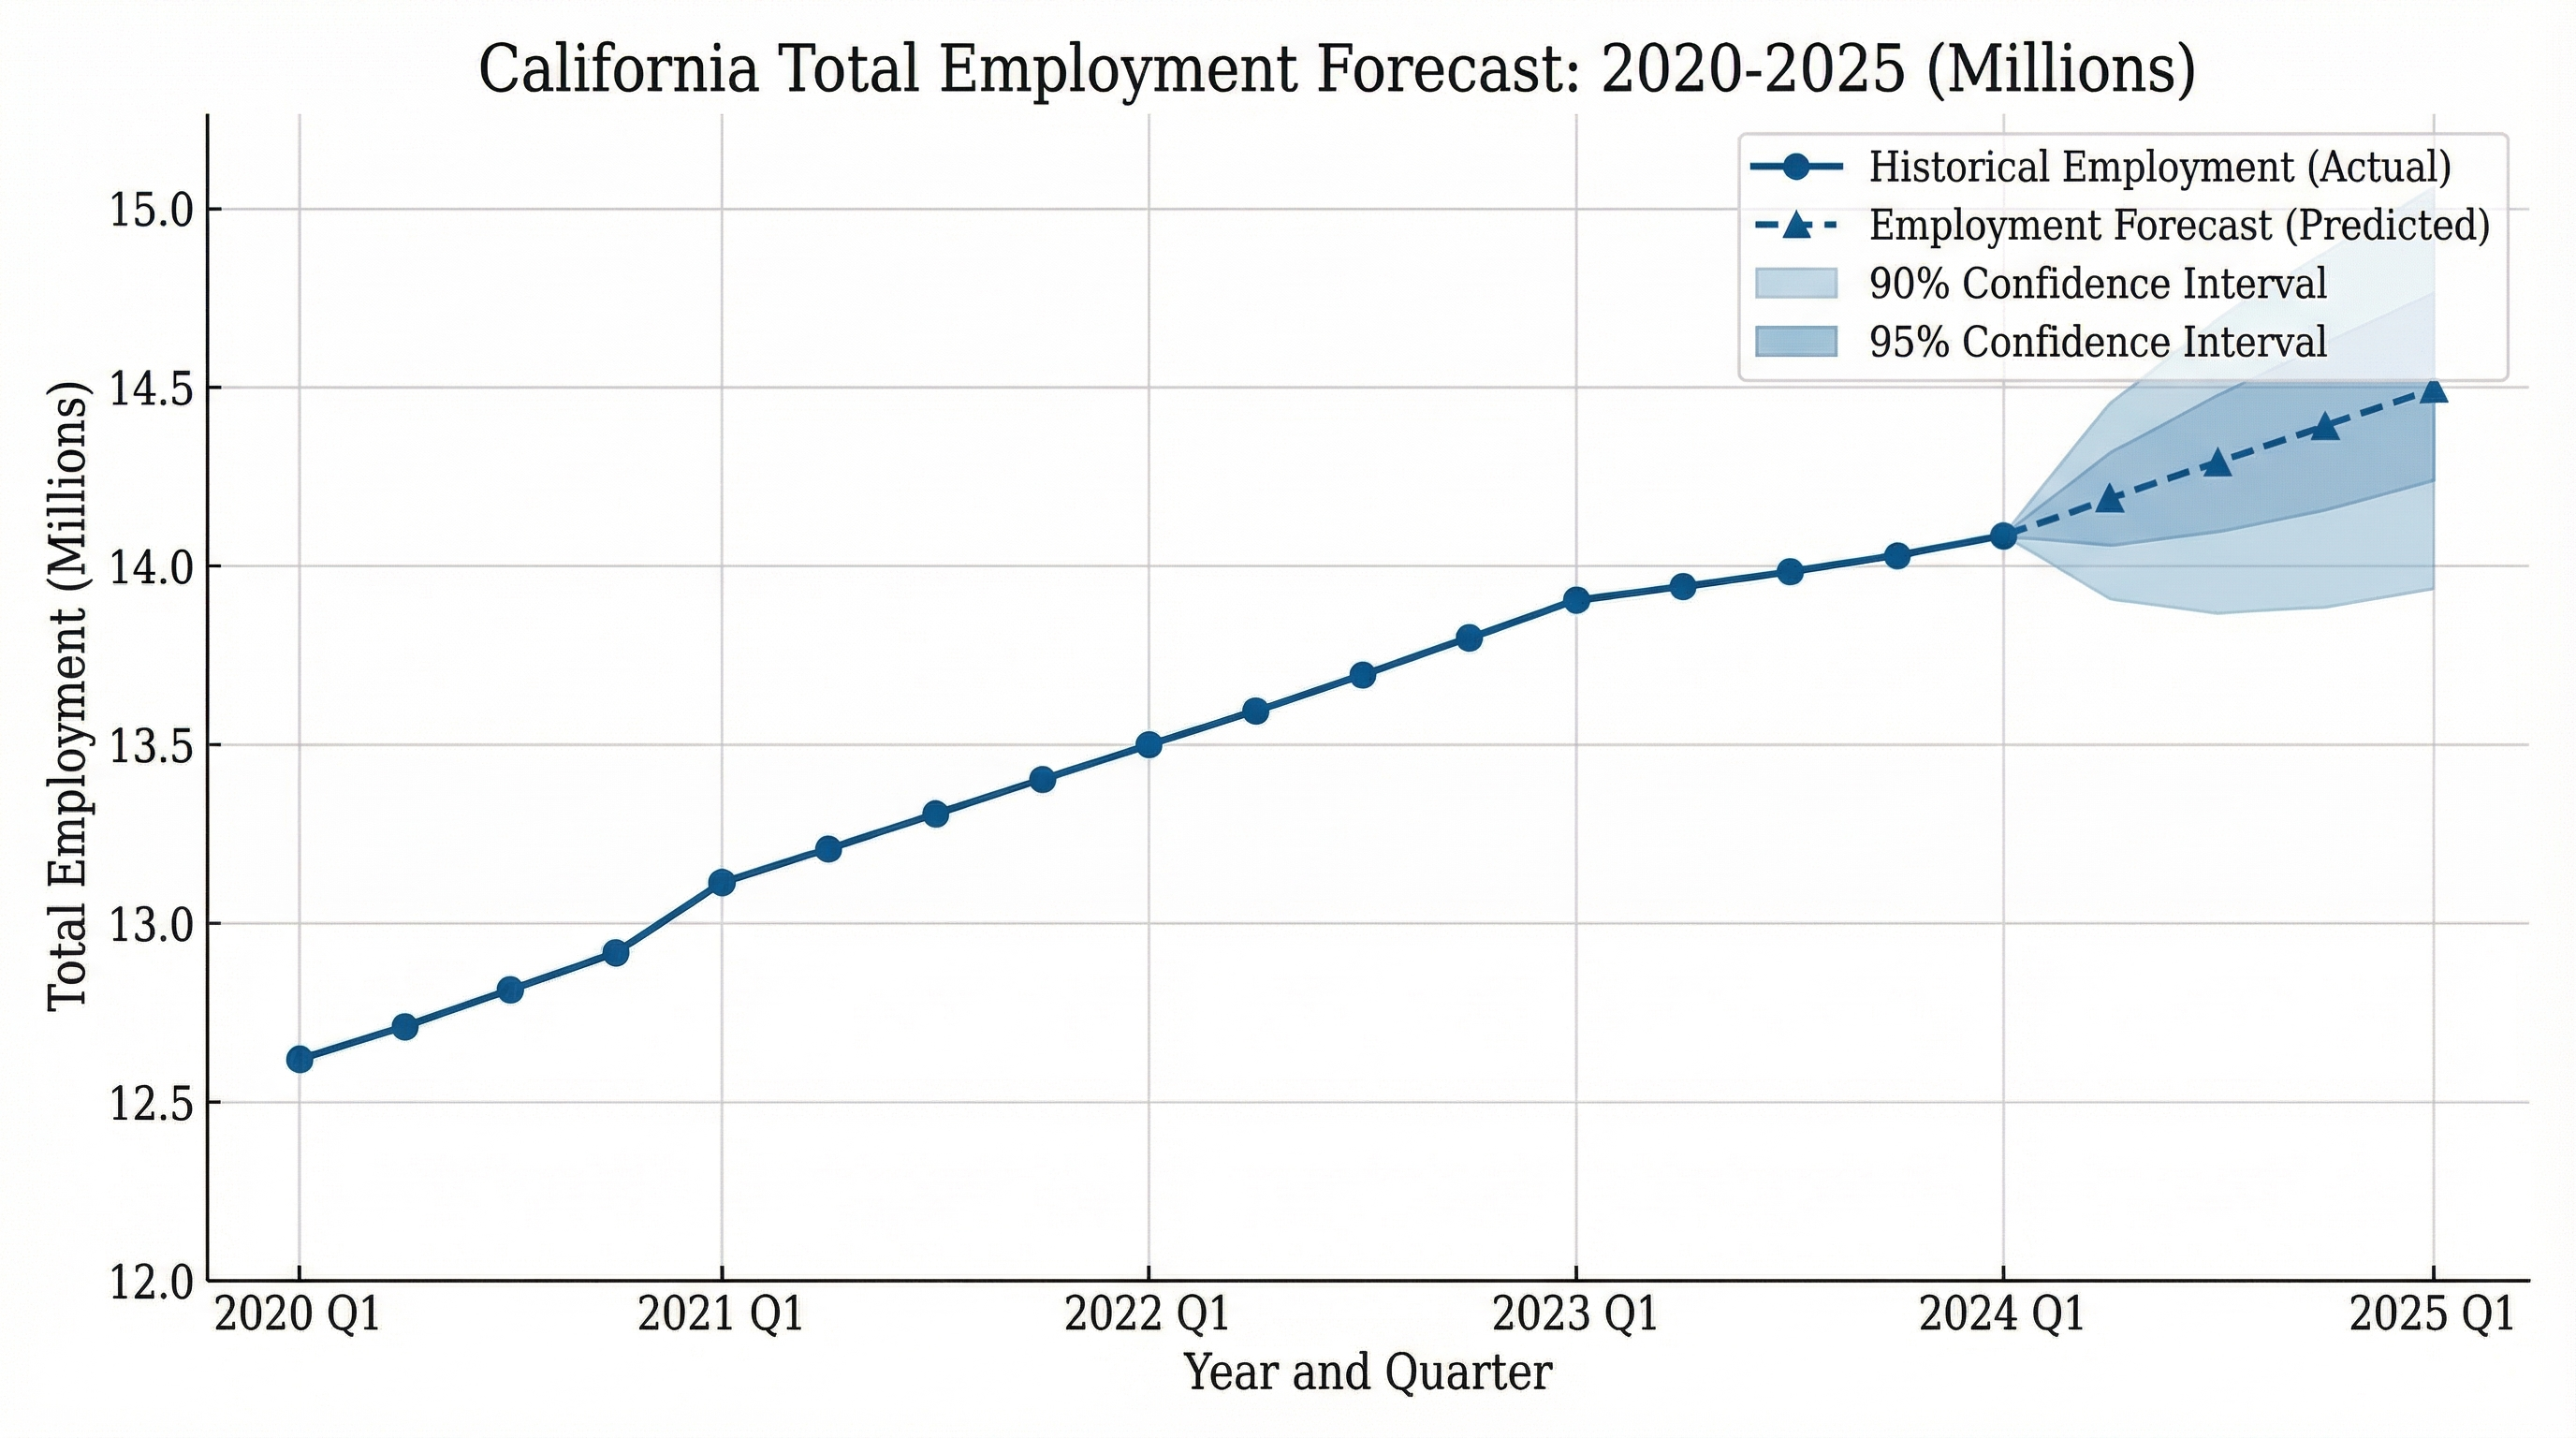 California Total Employment Forecast: 2020-2025 (Millions)
Historical Employment (Actual)
Employment Forecast (Predicted)
90% Confidence Interval
95% Confidence Interval
Total Employment (Millions)
15.0
14.5
14.0
13.5
13.0
12.5
12.0
2020 Q1
2021 Q1
2022 Q1
2023 Q1
2024 Q1
2025 Q1
Year and Quarter